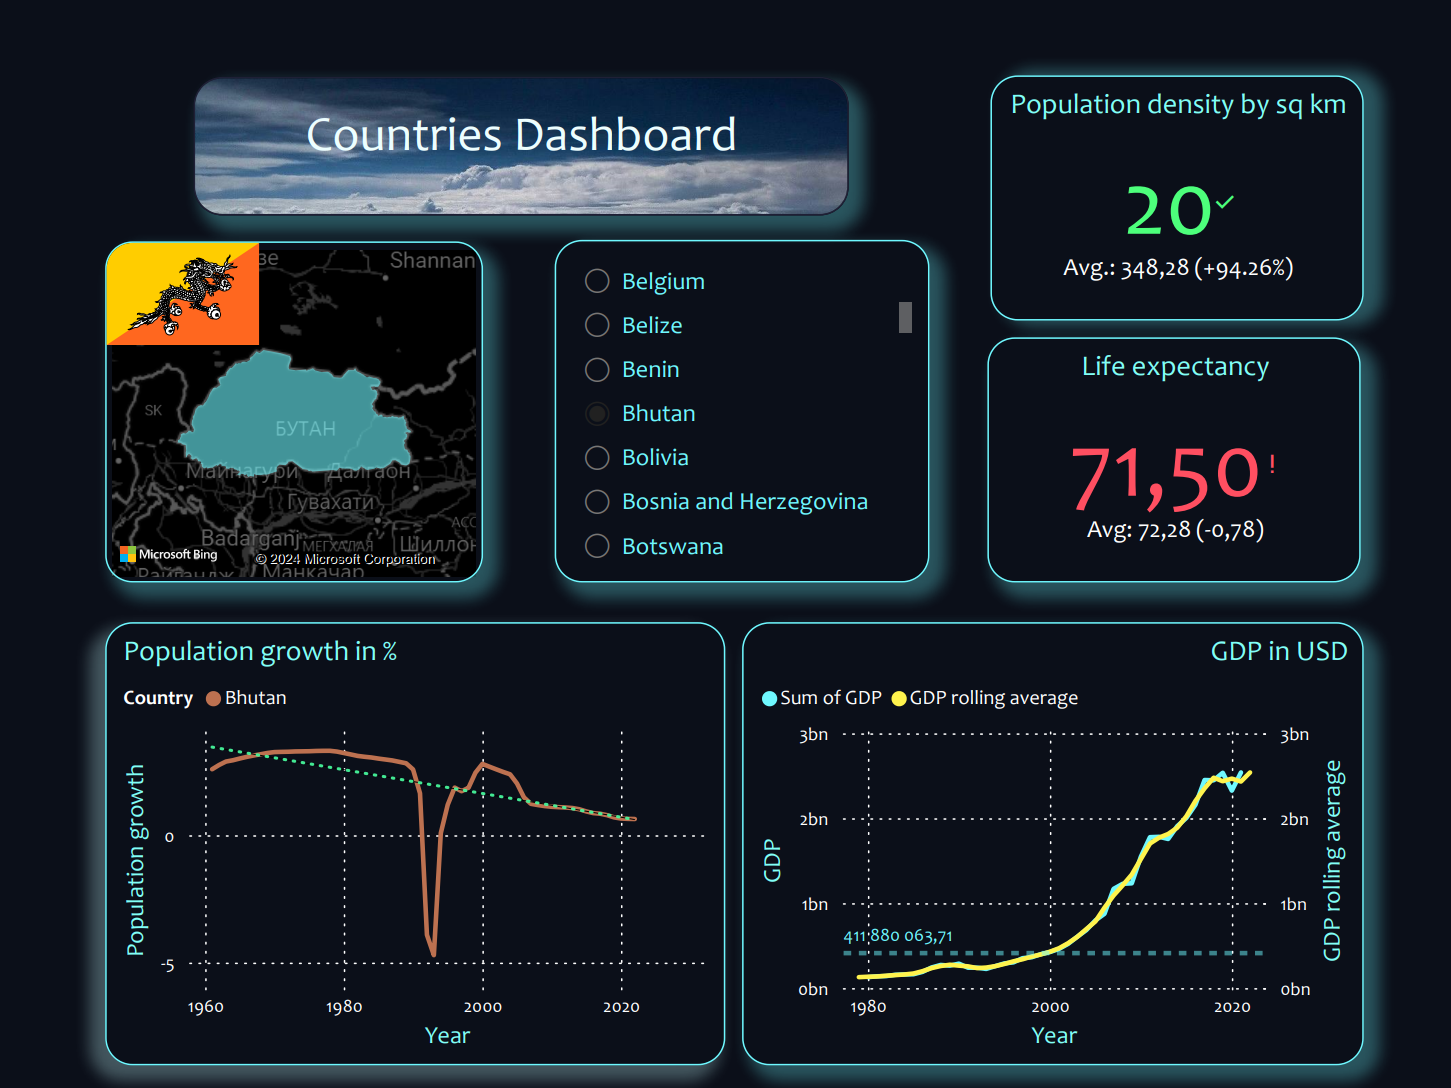 Countries Dashboard
Population density by sq km
20
Avg.: 348,28 (+94.26%)
Shannan
SK
БУТАН
Майнагури
Далгаон
Гувахати
Badarganj
МЕГХАЛАЯ
Microsoft Bing
© 2024 Microsoft Corporation
Манкачар
Belgium
Belize
Benin
Bhutan
Bolivia
Bosnia and Herzegovina
Botswana
Life expectancy
71,50 !
Avg: 72,28 (-0,78)
Population growth in %
Country Bhutan
Population growth
0
-5
1960 1980 2000 2020
Year
GDP in USD
Sum of GDP GDP rolling average
GDP
3bn 3bn
2bn 2bn
1bn 1bn
411 880 063,71
0bn 0bn
1980 2000 2020
Year
GDP rolling average